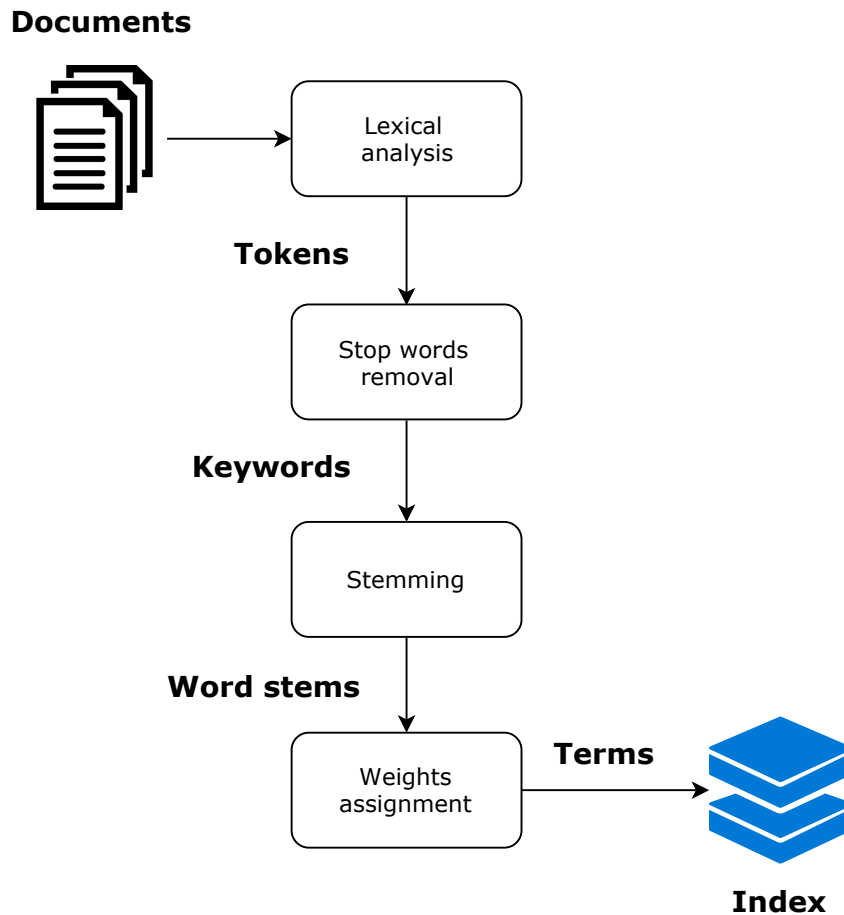 Documents
Lexical
analysis
Tokens
Stop words
removal
Keywords
Stemming
Word stems
Weights
assignment
Terms
Index